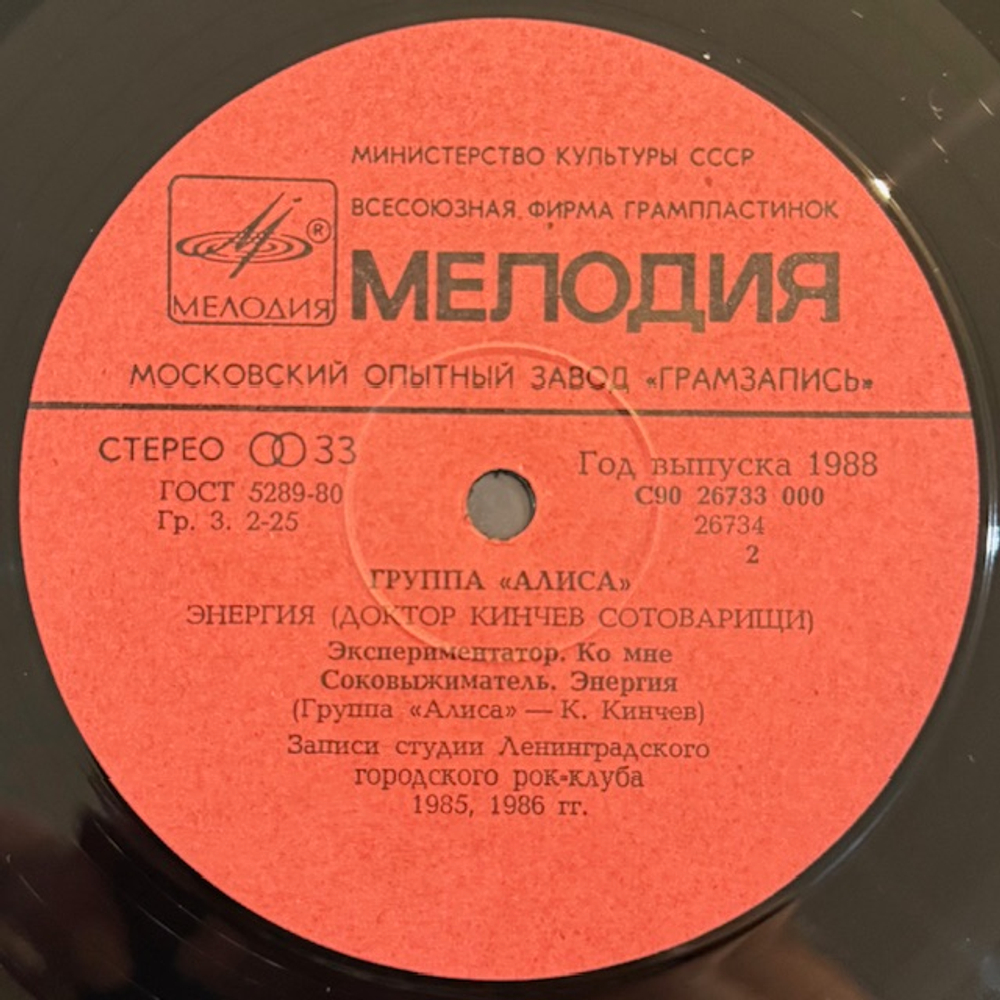 МИНИСТЕРСТВО КУЛЬТУРЫ СССР
ВСЕСОЮЗНАЯ ФИРМА ГРАМПЛАСТИНОК
МЕЛОДИЯ ®
МЕЛОДИЯ
МОСКОВСКИЙ ОПЫТНЫЙ ЗАВОД «ГРАМЗАПИСЬ»
СТЕРЕО 33
ГОСТ 5289-80
Гр. 3. 2-25
Год выпуска 1988
С90 26733 000
26734
2
ГРУППА «АЛИСА»
ЭНЕРГИЯ (ДОКТОР КИНЧЕВ СОТОВАРИЩИ)
Экспериментатор. Ко мне
Соковыжиматель. Энергия
(Группа «Алиса» — К. Кинчев)
Записи студии Ленинградского
городского рок-клуба
1985, 1986 гг.